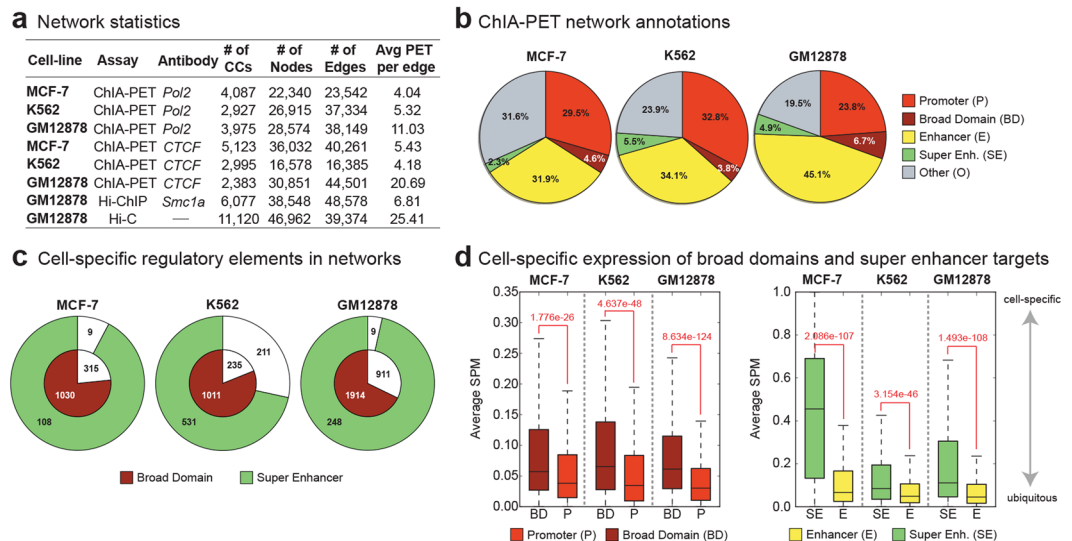 a Network statistics
Cell-line Assay Antibody # of CCs # of Nodes # of Edges Avg PET per edge
MCF-7 ChIA-PET Pol2 4,087 22,340 23,542 4.04
K562 ChIA-PET Pol2 2,927 26,915 37,334 5.32
GM12878 ChIA-PET Pol2 3,975 28,574 38,149 11.03
MCF-7 ChIA-PET CTCF 5,123 36,032 40,261 5.43
K562 ChIA-PET CTCF 2,995 16,578 16,385 4.18
GM12878 ChIA-PET CTCF 2,383 30,851 44,501 20.69
GM12878 Hi-ChIP Smc1a 6,077 38,548 48,578 6.81
GM12878 Hi-C — 11,120 46,962 39,374 25.41
b ChIA-PET network annotations
MCF-7 K562 GM12878
31.6% 29.5% 4.6% 31.9% 2.3%
23.9% 32.8% 3.8% 34.1% 5.5%
19.5% 23.8% 6.7% 45.1% 4.9%
Promoter (P)
Broad Domain (BD)
Enhancer (E)
Super Enh. (SE)
Other (O)
c Cell-specific regulatory elements in networks
MCF-7 K562 GM12878
9 315 1030 108
211 235 1011 531
9 911 1914 248
Broad Domain Super Enhancer
d Cell-specific expression of broad domains and super enhancer targets
MCF-7 K562 GM12878
Average SPM
0.35
0.30
0.25
0.20
0.15
0.10
0.05
0.00
1.776e-26 4.637e-48 8.634e-124
BD P BD P BD P
Promoter (P) Broad Domain (BD)
MCF-7 K562 GM12878
Average SPM
1.0
0.8
0.6
0.4
0.2
0.0
2.086e-107 3.154e-46 1.493e-108
SE E SE E SE E
Enhancer (E) Super Enh. (SE)
cell-specific
ubiquitous